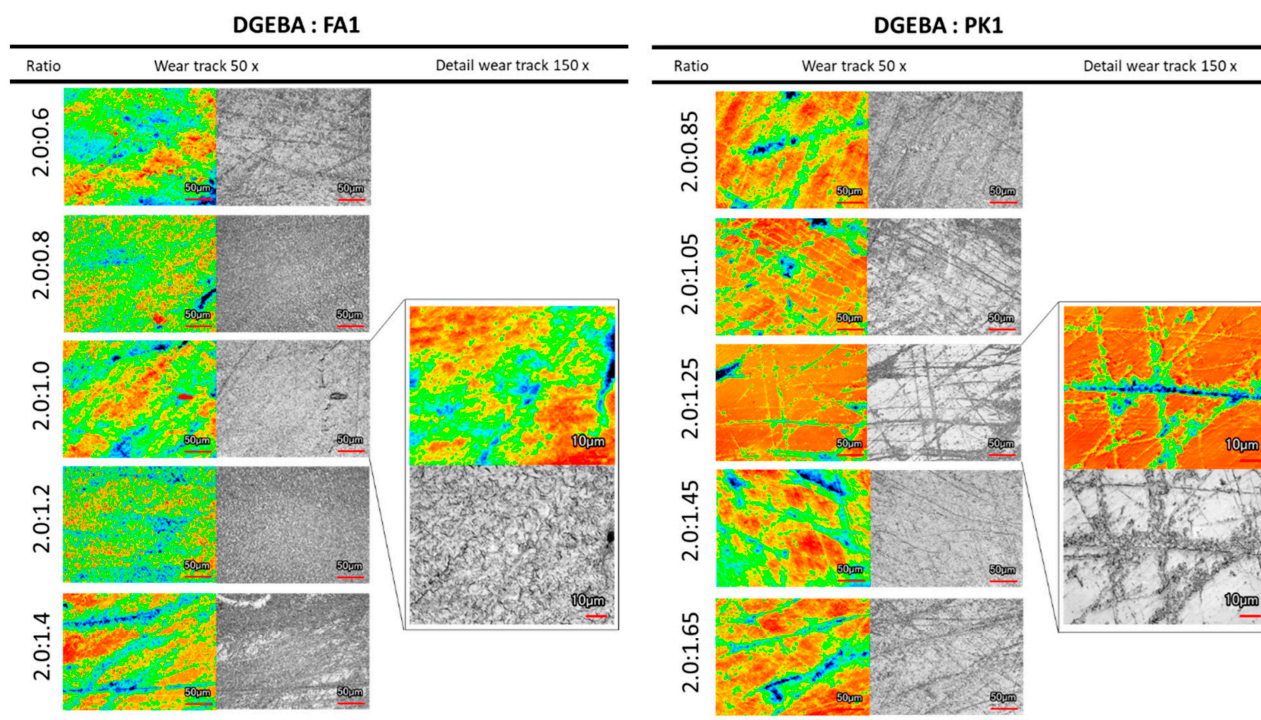 DGEBA : FA1
Ratio Wear track 50 x Detail wear track 150 x
2.0:0.6
50µm 50µm
2.0:0.8
50µm 50µm
2.0:1.0
50µm 50µm
10µm
10µm
2.0:1.2
50µm 50µm
2.0:1.4
50µm 50µm
DGEBA : PK1
Ratio Wear track 50 x Detail wear track 150 x
2.0:0.85
50µm 50µm
2.0:1.05
50µm 50µm
2.0:1.25
50µm 50µm
10µm
10µm
2.0:1.45
50µm 50µm
2.0:1.65
50µm 50µm